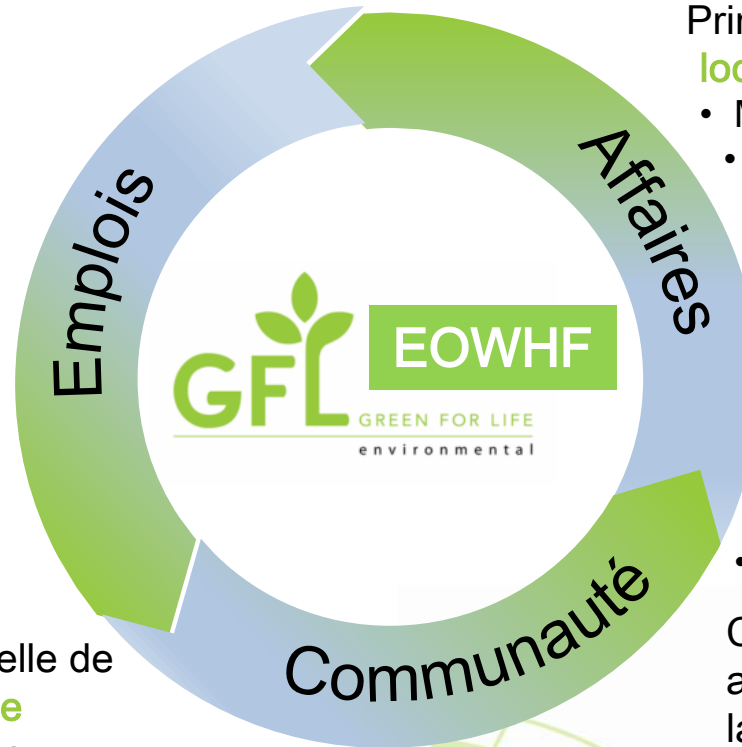 Emplois
Affaires
GFL
EOWHF
GREEN FOR LIFE
environmental
Communauté
elle de